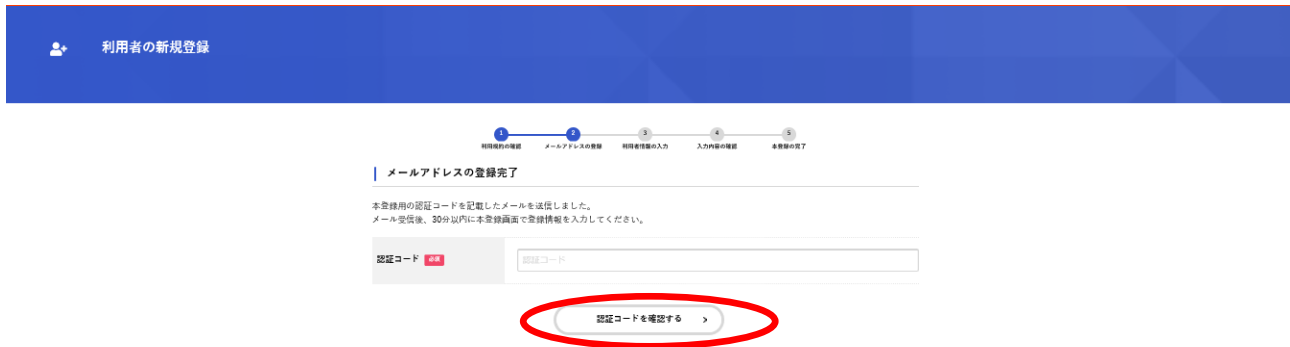 利用者の新規登録
1 2 3 4 5
利用規約の確認 メールアドレスの登録 利用者情報の入力 入力内容の確認 本登録の完了
メールアドレスの登録完了
本登録用の認証コードを記載したメールを送信しました。
メール受信後、30分以内に本登録画面で登録情報を入力してください。
認証コード 必須 認証コード
認証コードを確認する